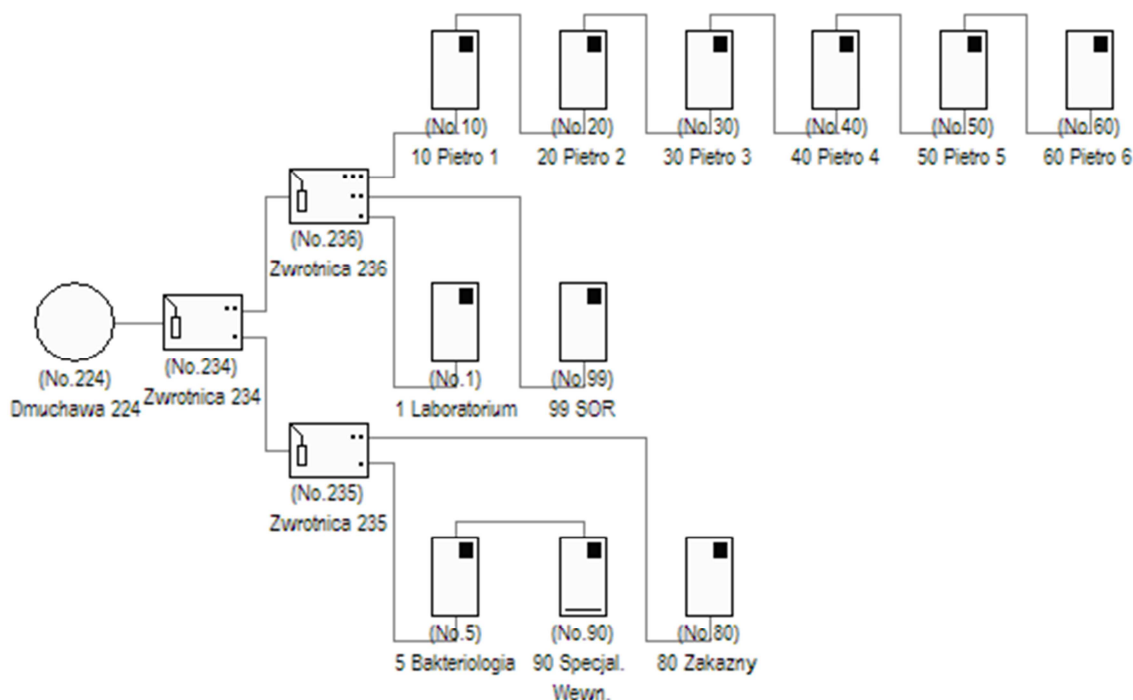 (No.10) (No.20) (No.30) (No.40) (No.50) (No.60)
10 Pietro 1 20 Pietro 2 30 Pietro 3 40 Pietro 4 50 Pietro 5 60 Pietro 6
(No.236)
Zwrotnica 236
(No.224)
Dmuchawa 224
(No.234)
Zwrotnica 234
(No.1) (No.99)
1 Laboratorium 99 SOR
(No.235)
Zwrotnica 235
(No.5) (No.90) (No.80)
5 Bakteriologia 90 Specjal. 80 Zakazny
Wewn.